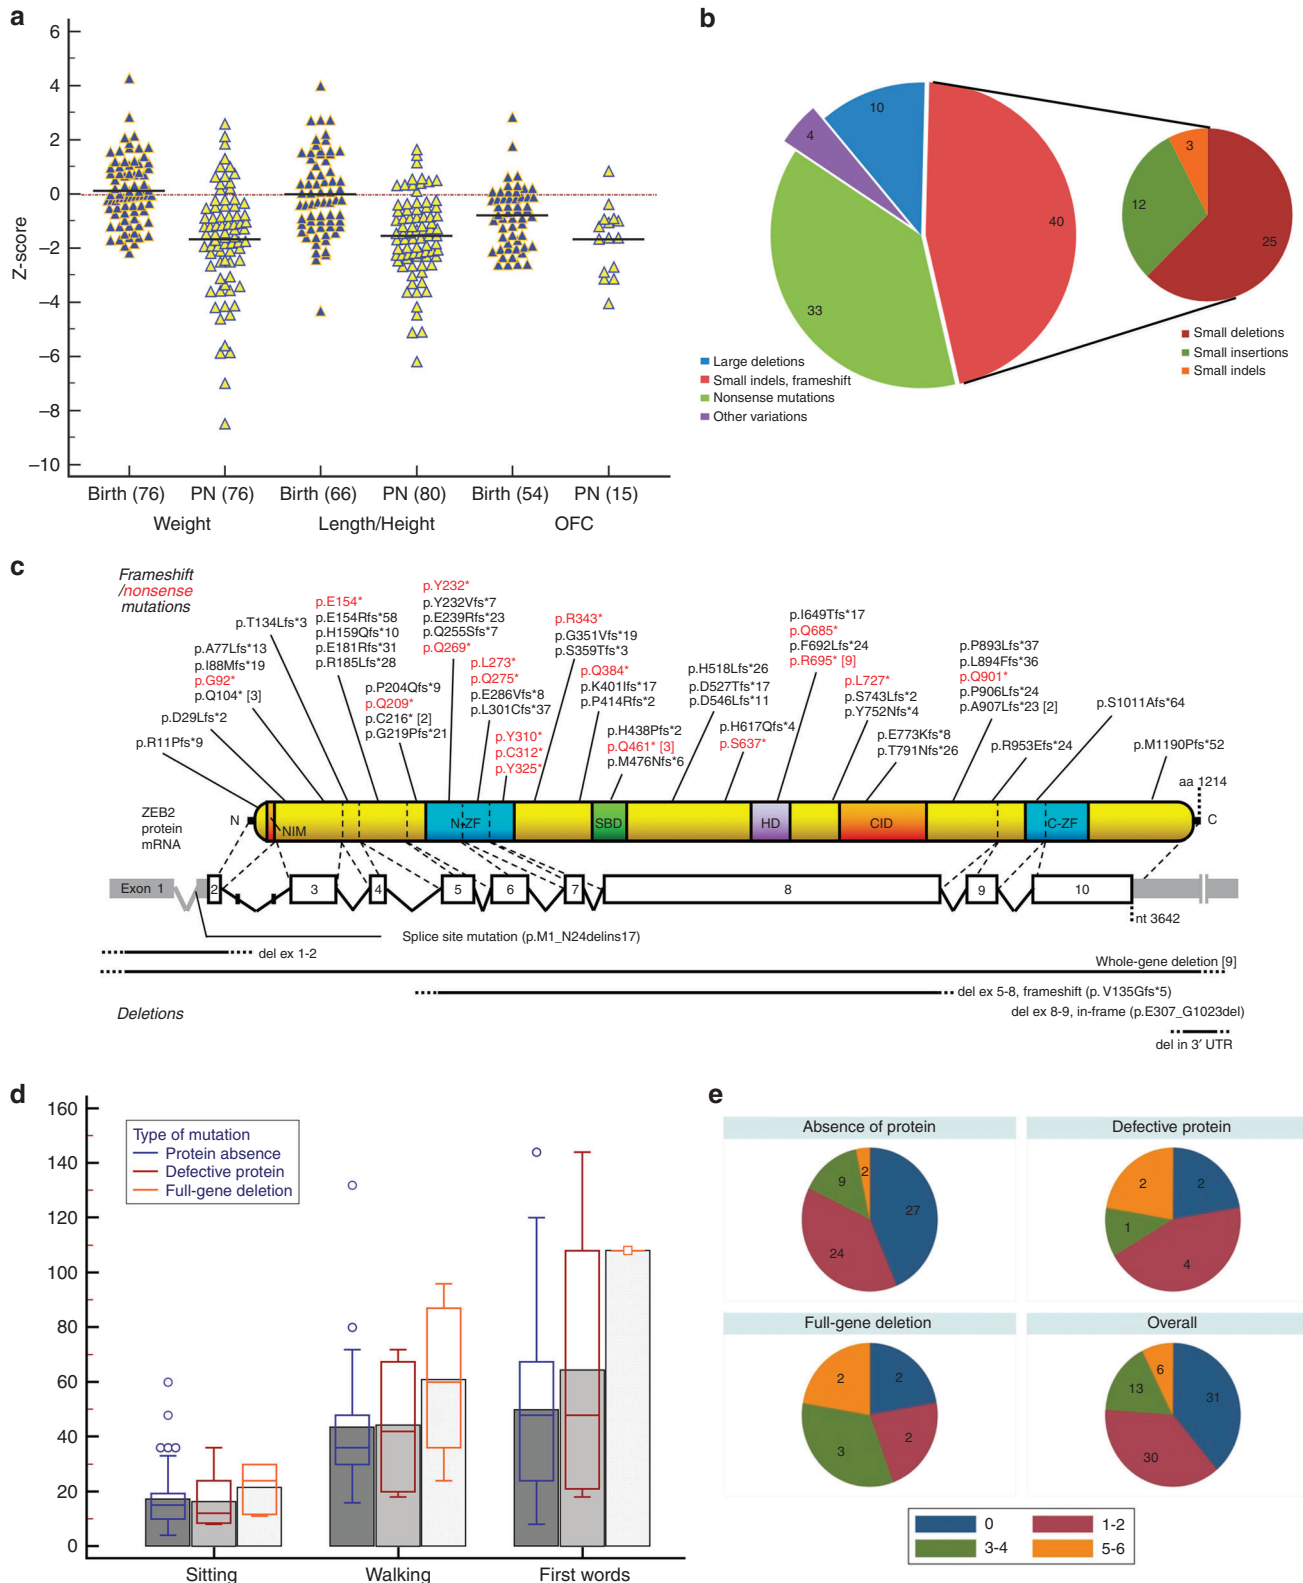 a
Z-score
6
4
2
0
−2
−4
−6
−8
−10
Birth (76)
PN (76)
Birth (66)
PN (80)
Birth (54)
PN (15)
Weight
Length/Height
OFC
b
10
4
40
33
3
12
25
Large deletions
Small indels, frameshift
Nonsense mutations
Other variations
Small deletions
Small insertions
Small indels
c
Frameshift
/nonsense
mutations
p.R11Pfs*9
p.D29Lfs*2
p.A77Lfs*13
p.I88Mfs*19
p.G92*
p.Q104* [3]
p.T134Lfs*3
p.E154*
p.E154Rfs*58
p.H159Qfs*10
p.E181Rfs*31
p.R185Lfs*28
p.P204Qfs*9
p.Q209*
p.C216* [2]
p.G219Pfs*21
p.Y232*
p.Y232Vfs*7
p.E239Rfs*23
p.Q255Sfs*7
p.Q269*
p.L273*
p.Q275*
p.E286Vfs*8
p.L301Cfs*37
p.Y310*
p.C312*
p.Y325*
p.R343*
p.G351Vfs*19
p.S359Tfs*3
p.Q384*
p.K401Ifs*17
p.P414Rfs*2
p.H438Pfs*2
p.Q461* [3]
p.M476Nfs*6
p.H518Lfs*26
p.D527Tfs*17
p.D546Lfs*11
p.H617Qfs*4
p.S637*
p.I649Tfs*17
p.Q685*
p.F692Lfs*24
p.R695* [9]
p.L727*
p.S743Lfs*2
p.Y752Nfs*4
p.E773Kfs*8
p.T791Nfs*26
p.P893Lfs*37
p.L894Ffs*36
p.Q901*
p.P906Lfs*24
p.A907Lfs*23 [2]
p.R953Efs*24
p.S1011Afs*64
p.M1190Pfs*52
aa 1214
ZEB2
protein
mRNA
N
NIM
N-ZF
SBD
HD
CID
C-ZF
C
Exon 1
2
3
4
5
6
7
8
9
10
nt 3642
Splice site mutation (p.M1_N24delins17)
del ex 1-2
Whole-gene deletion [9]
del ex 5-8, frameshift (p. V135Gfs*5)
Deletions
del ex 8-9, in-frame (p.E307_G1023del)
del in 3′ UTR
d
160
140
120
100
80
60
40
20
0
Type of mutation
Protein absence
Defective protein
Full-gene deletion
Sitting
Walking
First words
e
Absence of protein
2
9
27
24
Defective protein
2
2
1
4
Full-gene deletion
2
2
3
2
Overall
6
13
31
30
0
1-2
3-4
5-6